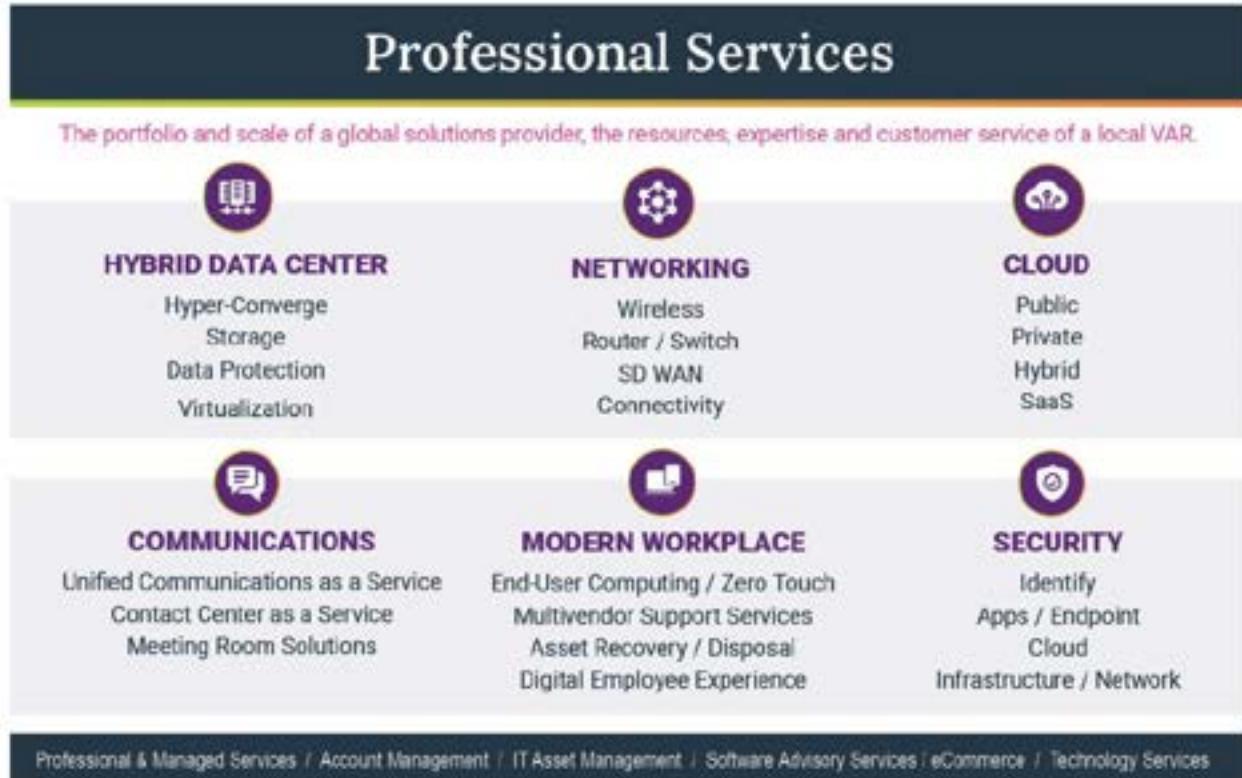 Professional Services
The portfolio and scale of a global solutions provider, the resources, expertise and customer service of a local VAR.
HYBRID DATA CENTER
Hyper-Converge
Storage
Data Protection
Virtualization
NETWORKING
Wireless
Router / Switch
SD WAN
Connectivity
CLOUD
Public
Private
Hybrid
SaaS
COMMUNICATIONS
Unified Communications as a Service
Contact Center as a Service
Meeting Room Solutions
MODERN WORKPLACE
End-User Computing / Zero Touch
Multivendor Support Services
Asset Recovery / Disposal
Digital Employee Experience
SECURITY
Identify
Apps / Endpoint
Cloud
Infrastructure / Network
Professional & Managed Services / Account Management / IT Asset Management / Software Advisory Services / eCommerce / Technology Services